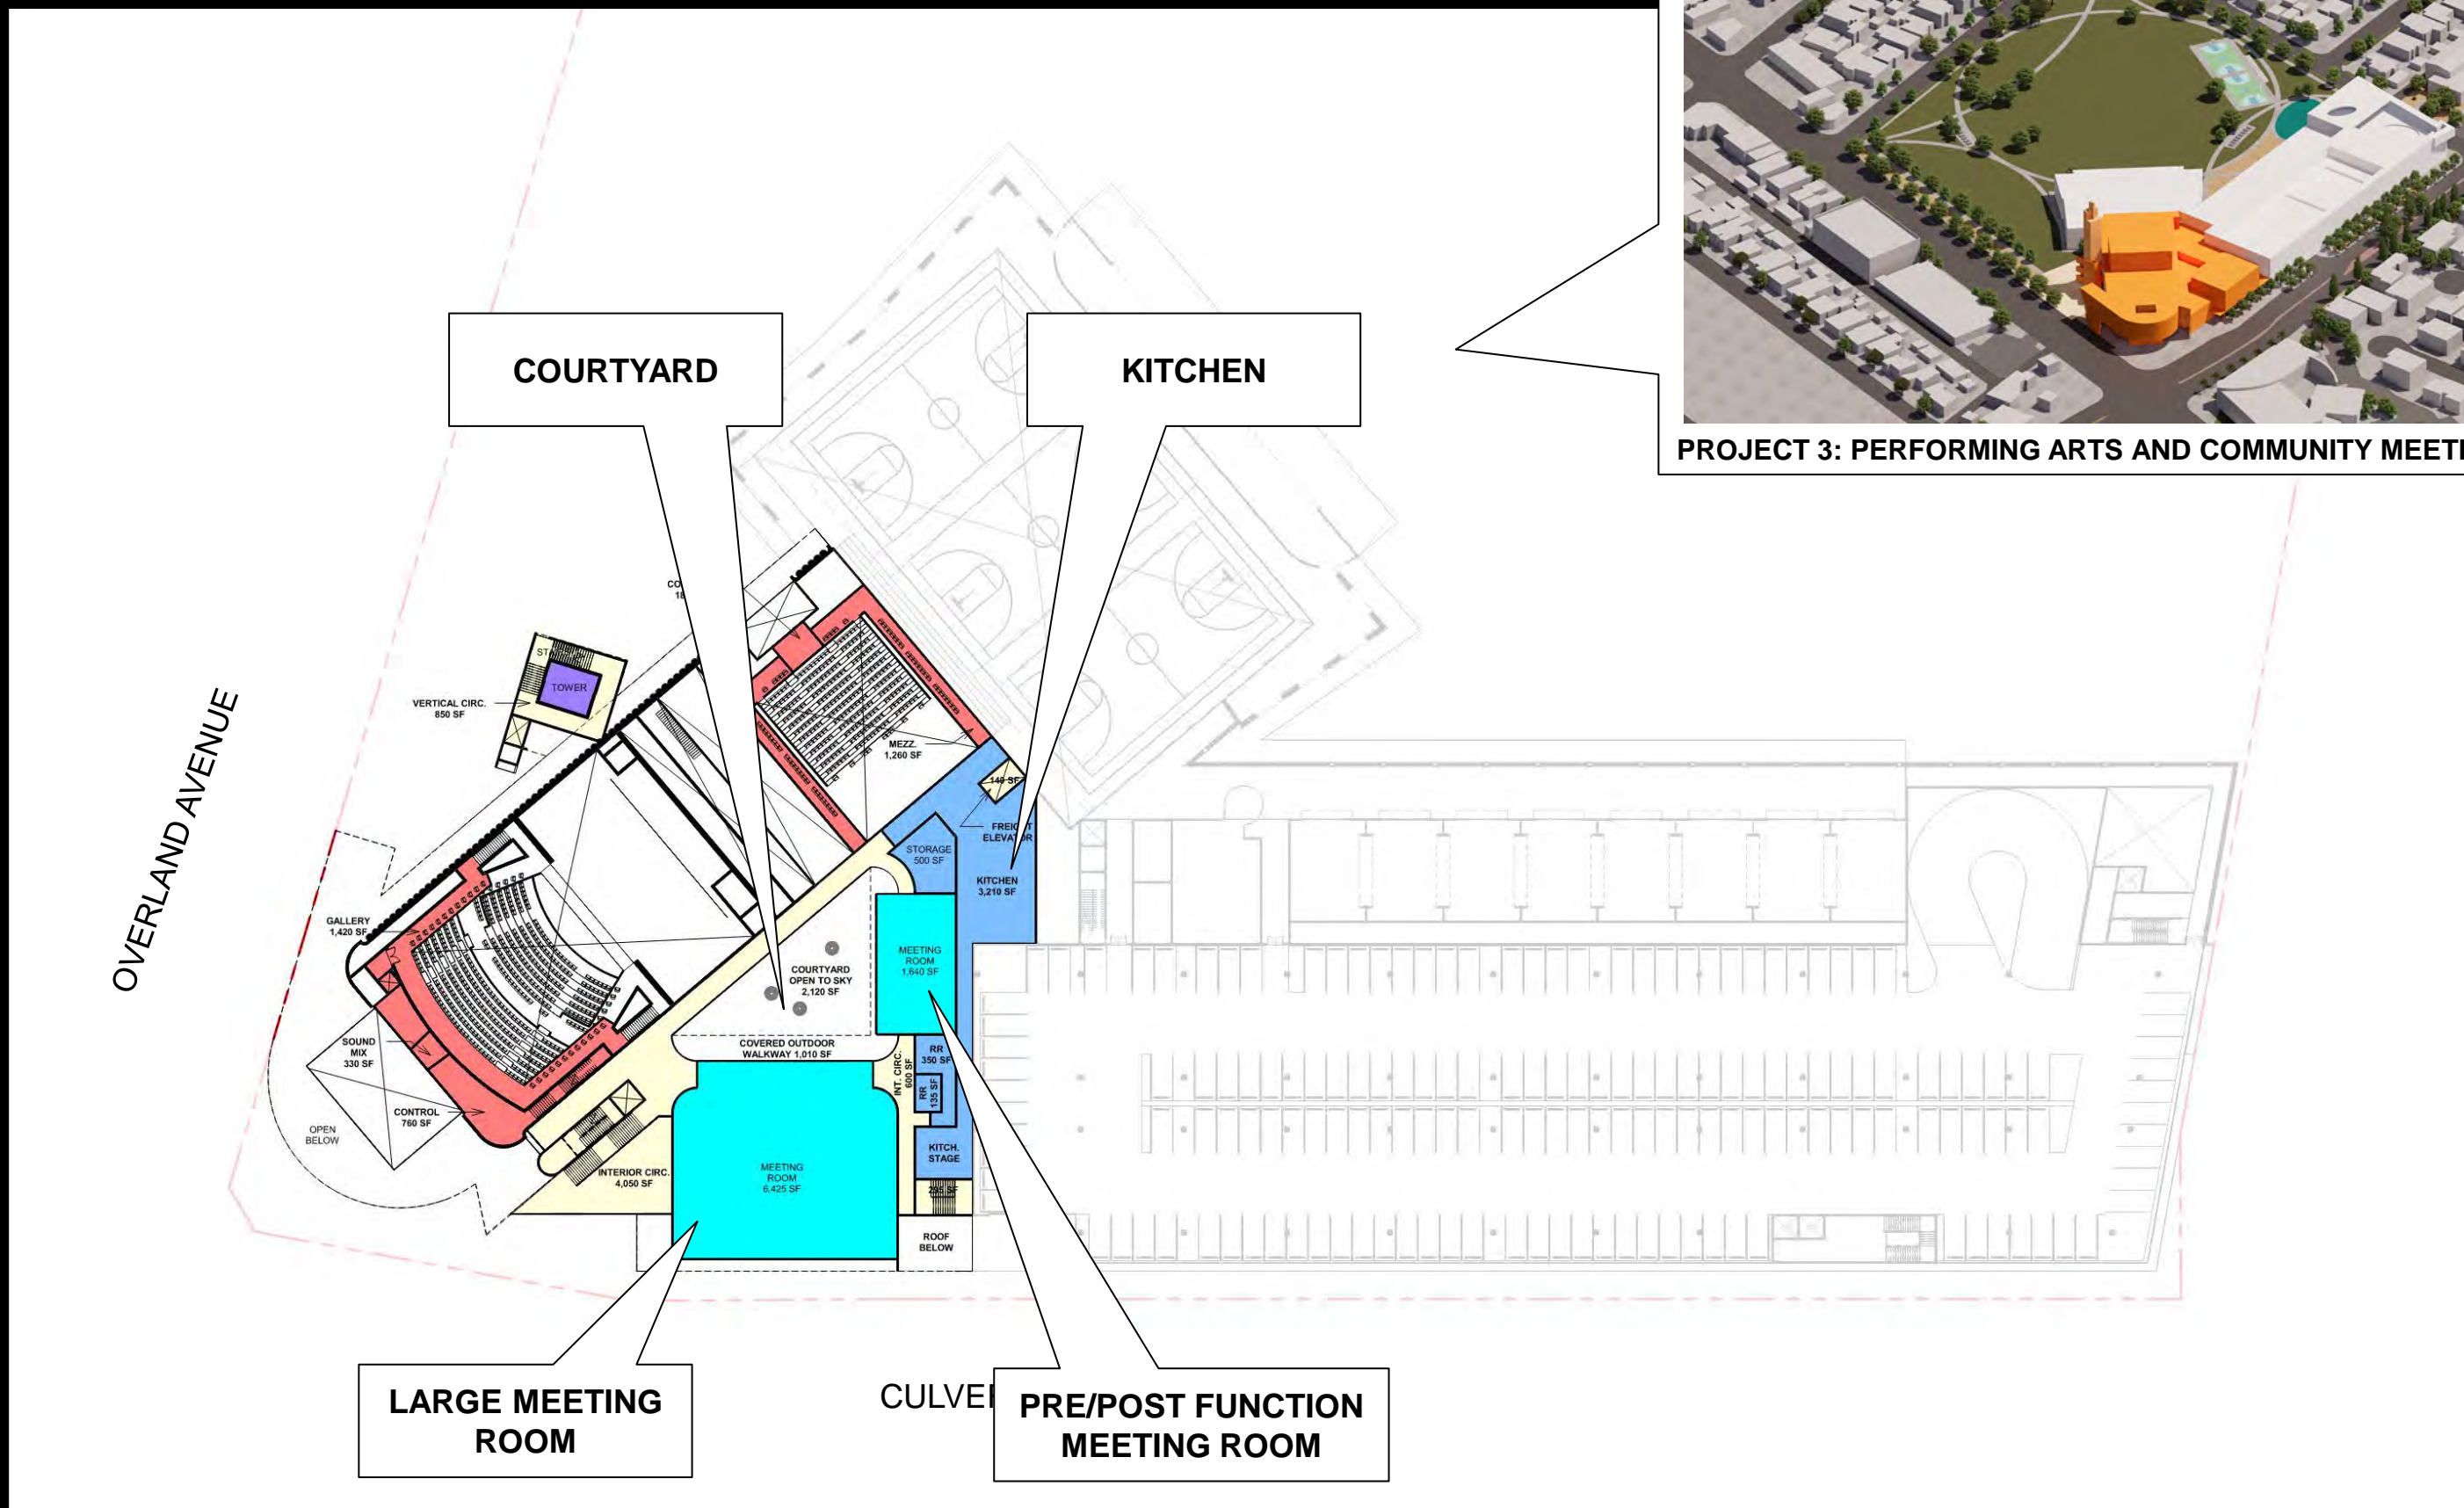 COURTYARD
KITCHEN
PROJECT 3: PERFORMING ARTS AND COMMUNITY
OVERLAND AVENUE
TOWER
VERTICAL CIRC.
850 SF
MEZZ.
1,260 SF
140 SF
FREIGHT
ELEVATOR
STORAGE
500 SF
KITCHEN
3,210 SF
GALLERY
1,420 SF
MEETING
ROOM
1,640 SF
COURTYARD
OPEN TO SKY
2,120 SF
SOUND
MIX
330 SF
COVERED OUTDOOR
WALKWAY 1,010 SF
INT. CIRC.
600 SF
RR
350 SF
RR
135 SF
CONTROL
760 SF
OPEN
BELOW
KITCH.
STAGE
INTERIOR CIRC.
4,050 SF
MEETING
ROOM
6,425 SF
295 SF
ROOF
BELOW
LARGE MEETING
ROOM
PRE/POST FUNCTION
MEETING ROOM